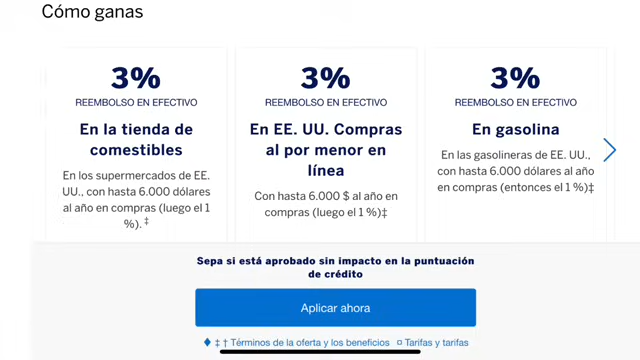 Cómo ganas
3%
REEMBOLSO EN EFECTIVO
En la tienda de
comestibles
En los supermercados de EE.
UU., con hasta 6.000 dólares
al año en compras (luego el 1
%). ‡
3%
REEMBOLSO EN EFECTIVO
En EE. UU. Compras
al por menor en
línea
Con hasta 6.000 $ al año en
compras (luego el 1 %)‡
3%
REEMBOLSO EN EFECTIVO
En gasolina
En las gasolineras de EE. UU.,
con hasta 6.000 dólares al año
en compras (entonces el 1 %)‡
Sepa si está aprobado sin impacto en la puntuación
de crédito
Aplicar ahora
♦ ‡ † Términos de la oferta y los beneficios ¤ Tarifas y tarifas